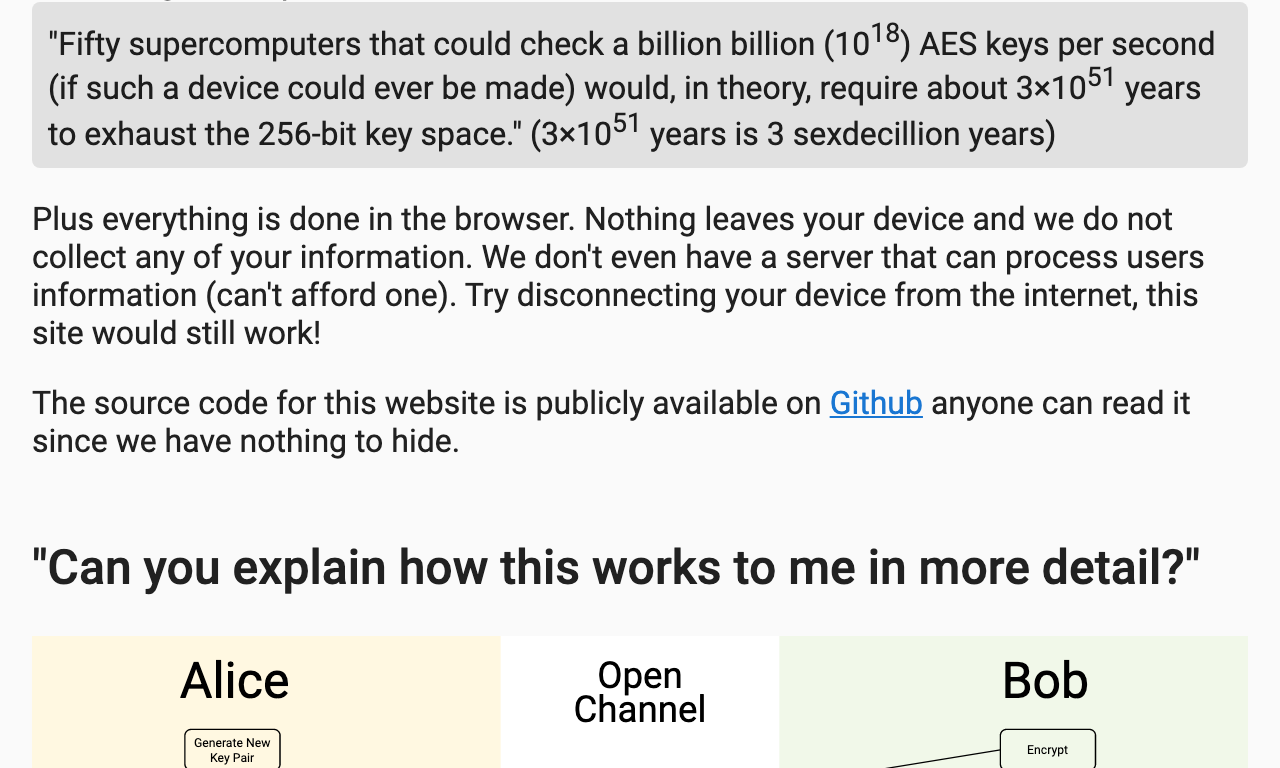 "Fifty supercomputers that could check a billion billion (10^18) AES keys per second
(if such a device could ever be made) would, in theory, require about 3×10^51 years
to exhaust the 256-bit key space." (3×10^51 years is 3 sexdecillion years)
Plus everything is done in the browser. Nothing leaves your device and we do not
collect any of your information. We don't even have a server that can process users
information (can't afford one). Try disconnecting your device from the internet, this
site would still work!
The source code for this website is publicly available on Github anyone can read it
since we have nothing to hide.
"Can you explain how this works to me in more detail?"
Alice
Open
Channel
Bob
Generate New
Key Pair
Encrypt